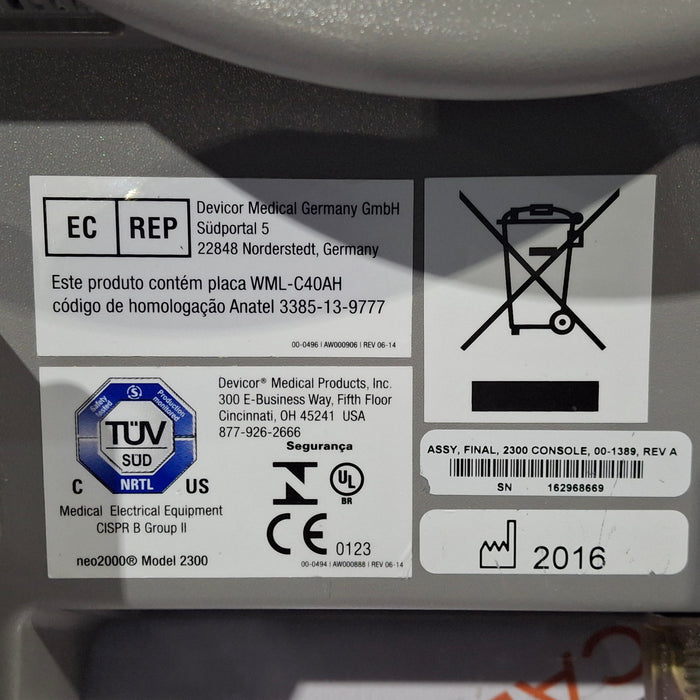 EC REP
Devicor Medical Germany GmbH
Südportal 5
22848 Norderstedt, Germany
Este produto contém placa WML-C40AH
código de homologação Anatel 3385-13-9777
00-0496 | AW000906 | REV 06-14
Safety tested
Production monitored
S
TÜV
SÜD
NRTL
C US
Medical Electrical Equipment
CISPR B Group II
neo2000® Model 2300
Devicor® Medical Products, Inc.
300 E-Business Way, Fifth Floor
Cincinnati, OH 45241 USA
877-926-2666
Segurança
N
UL
BR
CE 0123
00-0494 | AW000888 | REV 06-14
ASSY, FINAL, 2300 CONSOLE, 00-1389, REV A
SN 162968669
2016